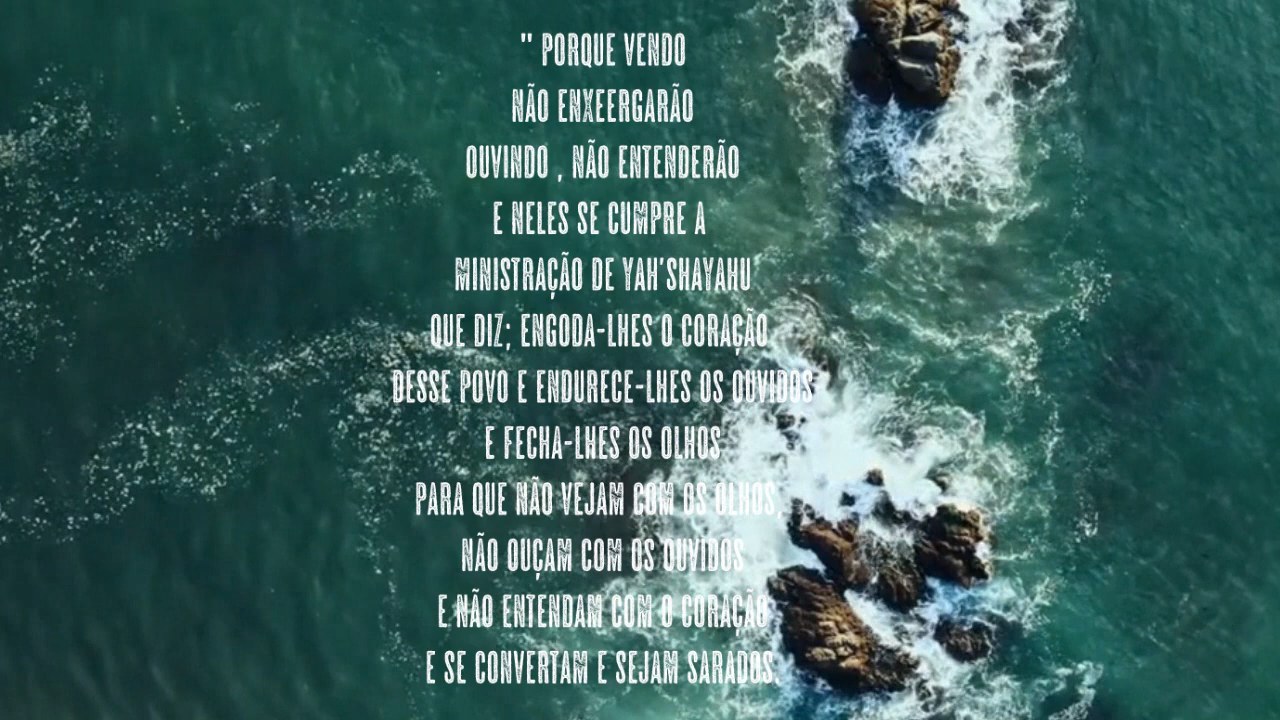 " PORQUE VENDO
NÃO ENXEERGARÃO
OUVINDO , NÃO ENTENDERÃO
E NELES SE CUMPRE A
MINISTRAÇÃO DE YAH'SHAYAHU
QUE DIZ; ENGODA-LHES O CORAÇÃO
DESSE POVO E ENDURECE-LHES OS OUVIDOS
E FECHA-LHES OS OLHOS
PARA QUE NÃO VEJAM COM OS OLHOS,
NÃO OUÇAM COM OS OUVIDOS
E NÃO ENTENDAM COM O CORAÇÃO
E SE CONVERTAM E SEJAM SARADOS.